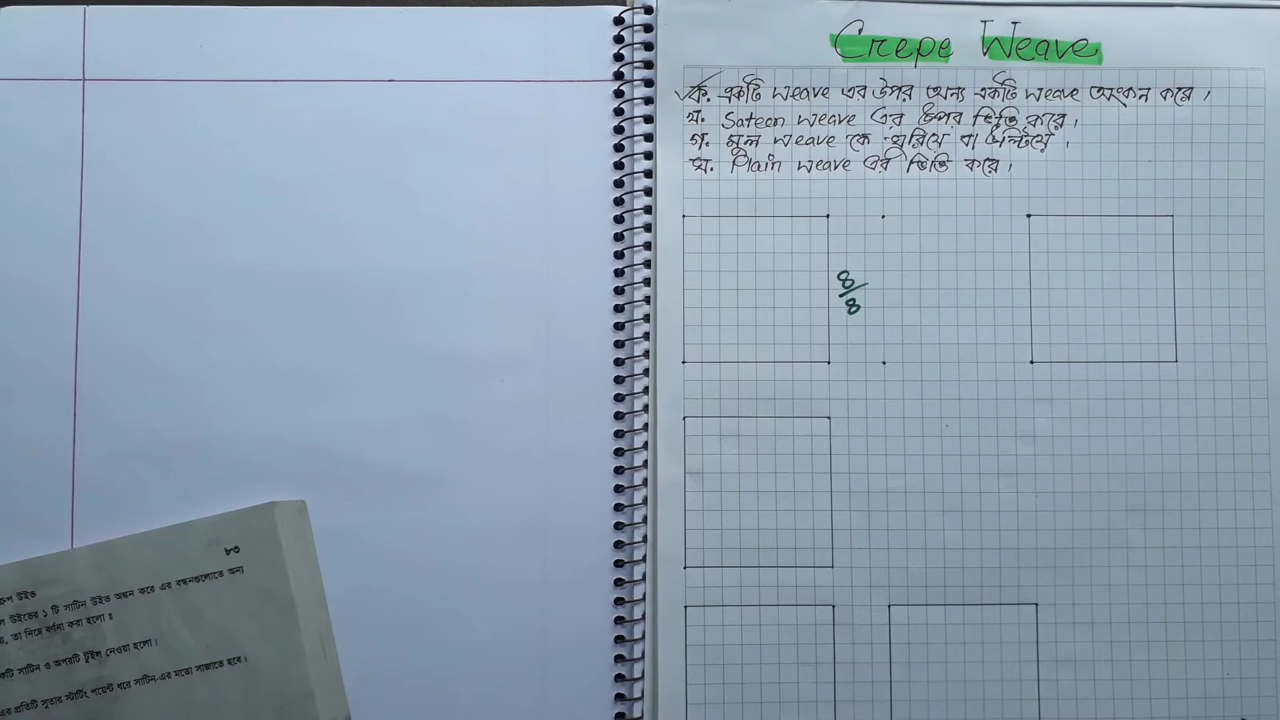 Crepe Weave
ক. একটি weave এর উপর অন্য একটি weave অংকন করে।
খ. Sateen weave এর উপর ভিত্তি করে।
গ. মূল weave কে ঘুরিয়ে বা উল্টিয়ে।
ঘ. Plain weave এর ভিত্তি করে।
8/8
৮৩
উইভ
উইভের ১ টি সাটিন উইভ অঙ্কন করে এর বন্ধনগুলোতে অন্য
তা নিম্নে বর্ণনা করা হলো ঃ
সাটিন ও অপরটি টুইল নেওয়া হলো।
এর প্রতিটি সুতার স্টার্টিং পয়েন্ট ধরে সাটিন-এর মতো সাজাতে হবে।